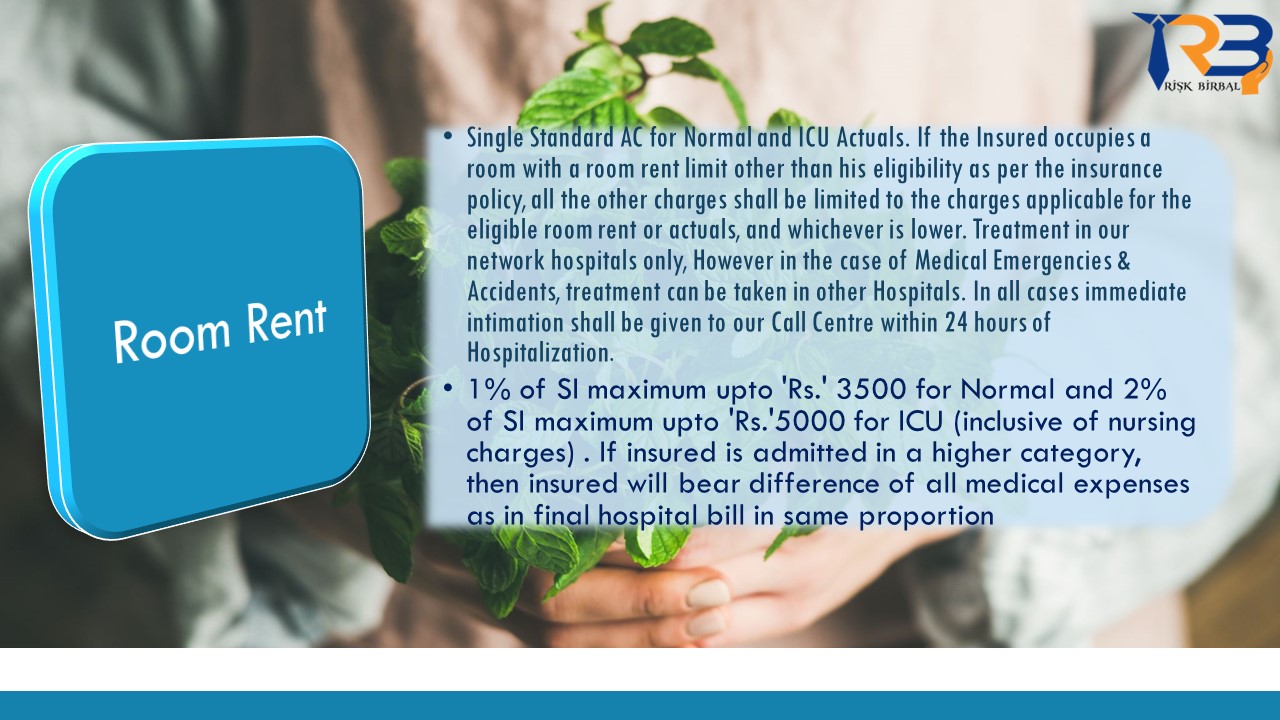 RİŞK BİRBAL
Room Rent
• Single Standard AC for Normal and ICU Actuals. If the Insured occupies a
room with a room rent limit other than his eligibility as per the insurance
policy, all the other charges shall be limited to the charges applicable for the
eligible room rent or actuals, and whichever is lower. Treatment in our
network hospitals only, However in the case of Medical Emergencies &
Accidents, treatment can be taken in other Hospitals. In all cases immediate
intimation shall be given to our Call Centre within 24 hours of
Hospitalization.
• 1% of SI maximum upto 'Rs.' 3500 for Normal and 2%
of SI maximum upto 'Rs.'5000 for ICU (inclusive of nursing
charges) . If insured is admitted in a higher category,
then insured will bear difference of all medical expenses
as in final hospital bill in same proportion